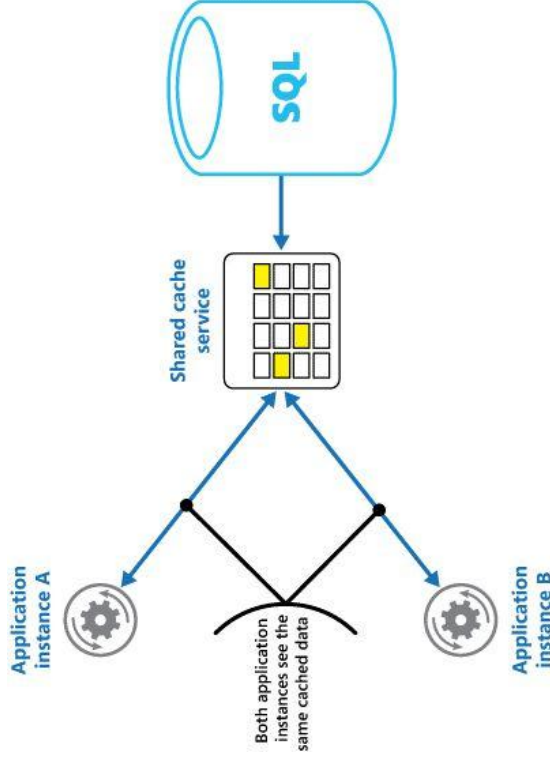 Application
instance A
Both application
instances see the
same cached data
Application
instance B
Shared cache
service
SQL